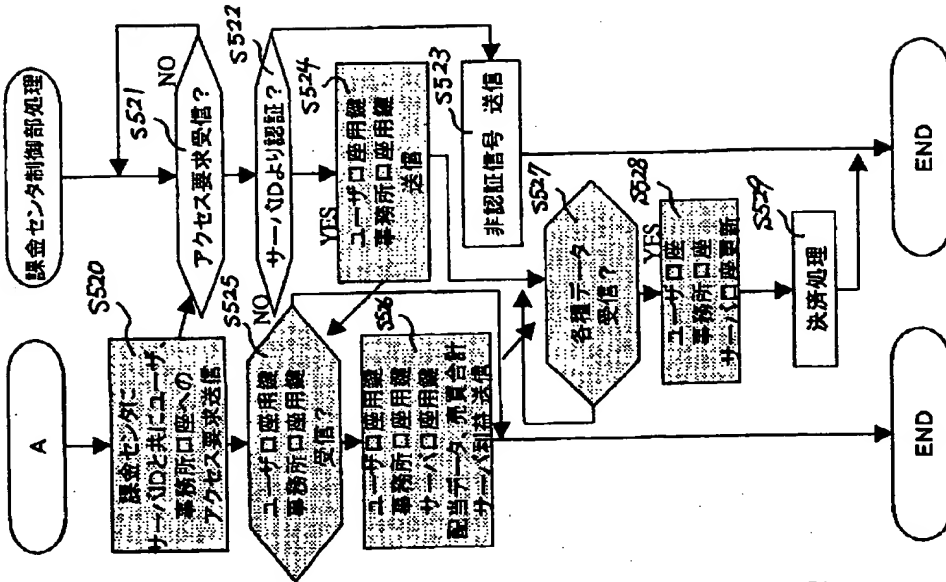 A
S520
課金センタに
サーバIDと共にユーザ、
事務所口座への
アクセス要求送信
S525
ユーザ口座用鍵
事務所口座用鍵
受信？
S526
ユーザ口座用鍵
事務所口座用鍵
サーバ口座用鍵
配当データ、売買合計
サーバ利益 送信
END
課金センタ制御部処理
S521
アクセス要求受信？
NO
S522
サーバIDより認証？
NO
YES
S524
ユーザ口座用鍵
事務所口座用鍵
送信
S523
非認証信号 送信
S527
各種データ
受信？
YES
S528
ユーザ口座
事務所口座
サーバ口座更新
S529
決済処理
END